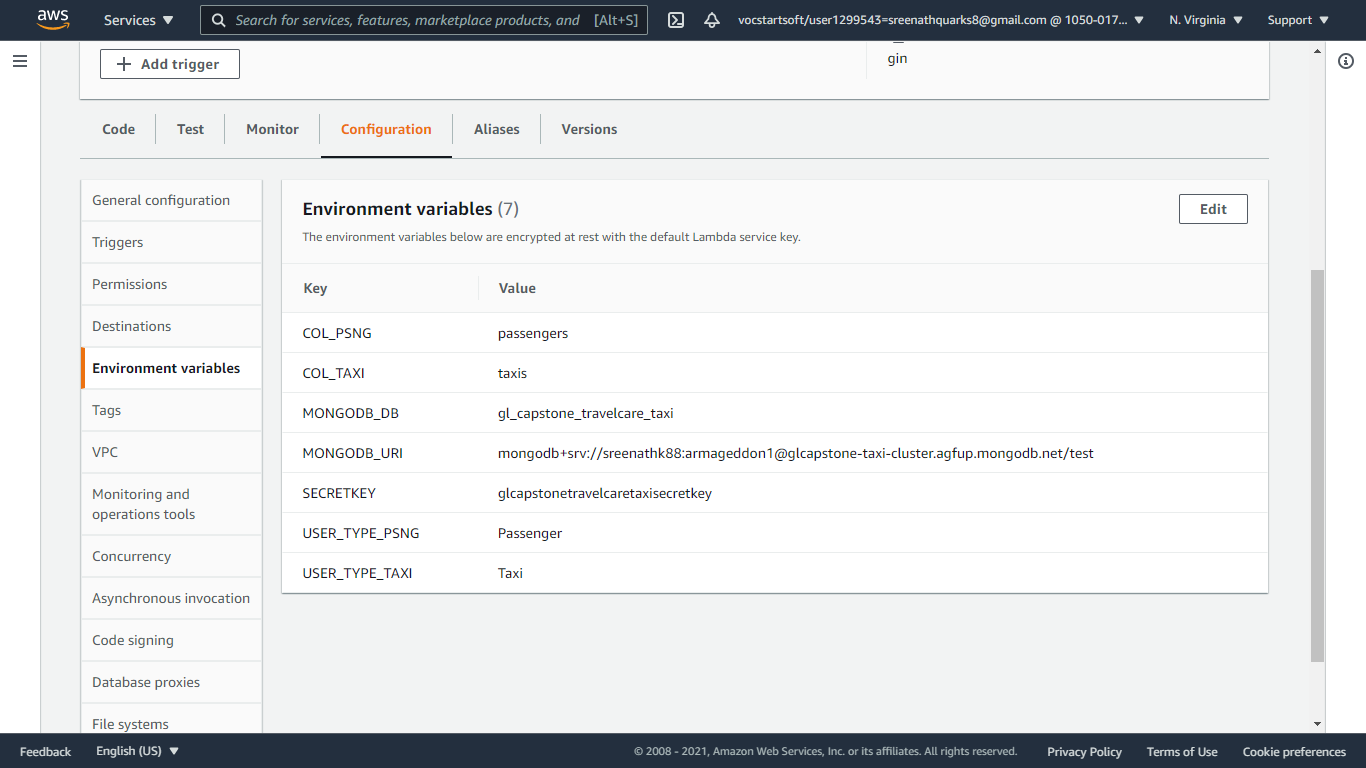 aws Services Search for services, features, marketplace products, and [Alt+S] vocstartsoft/user1299543=sreenathquarks8@gmail.com @ 1050-017... N. Virginia Support
Add trigger
gin
Code Test Monitor Configuration Aliases Versions
General configuration
Triggers
Permissions
Destinations
Environment variables
Tags
VPC
Monitoring and
operations tools
Concurrency
Asynchronous invocation
Code signing
Database proxies
File systems
Environment variables (7) Edit
The environment variables below are encrypted at rest with the default Lambda service key.
Key Value
COL_PSNG passengers
COL_TAXI taxis
MONGODB_DB gl_capstone_travelcare_taxi
MONGODB_URI mongodb+srv://sreenathk88:armageddon1@glcapstone-taxi-cluster.agfup.mongodb.net/test
SECRETKEY glcapstonetravelcaretaxisecretkey
USER_TYPE_PSNG Passenger
USER_TYPE_TAXI Taxi
Feedback English (US) © 2008 - 2021, Amazon Web Services, Inc. or its affiliates. All rights reserved. Privacy Policy Terms of Use Cookie preferences